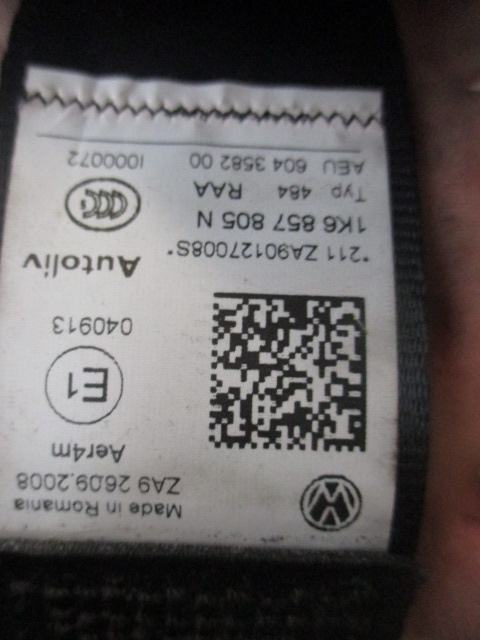 Made in Romania
ZA9 26.09.2008
Aer4m
E1
040913
Autoliv
*211 ZA90127008S*
1K6 857 805 N
Typ 484 RAA
AEU 604 3582 00 I000072